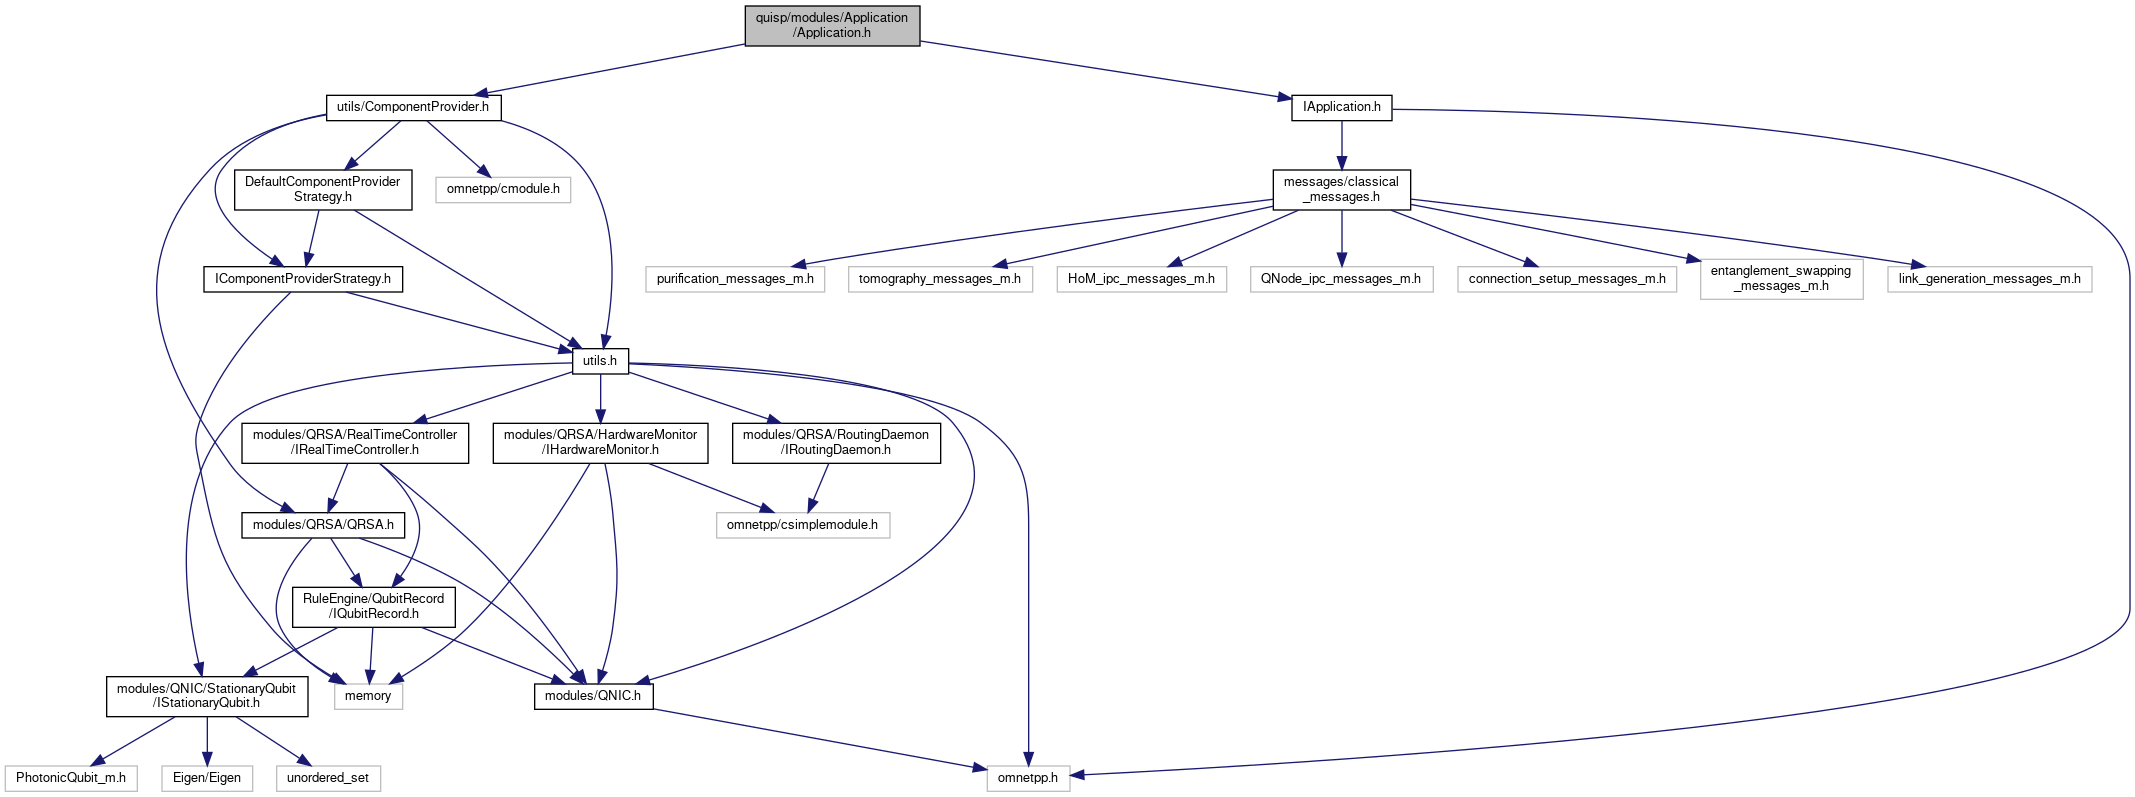 quisp/modules/Application
/Application.h
utils/ComponentProvider.h
IApplication.h
DefaultComponentProvider
Strategy.h
omnetpp/cmodule.h
messages/classical
_messages.h
IComponentProviderStrategy.h
purification_messages_m.h
tomography_messages_m.h
HoM_ipc_messages_m.h
QNode_ipc_messages_m.h
connection_setup_messages_m.h
entanglement_swapping
_messages_m.h
link_generation_messages_m.h
utils.h
modules/QRSA/RealTimeController
/IRealTimeController.h
modules/QRSA/HardwareMonitor
/IHardwareMonitor.h
modules/QRSA/RoutingDaemon
/IRoutingDaemon.h
modules/QRSA/QRSA.h
omnetpp/csimplemodule.h
RuleEngine/QubitRecord
/IQubitRecord.h
modules/QNIC/StationaryQubit
/IStationaryQubit.h
memory
modules/QNIC.h
PhotonicQubit_m.h
Eigen/Eigen
unordered_set
omnetpp.h